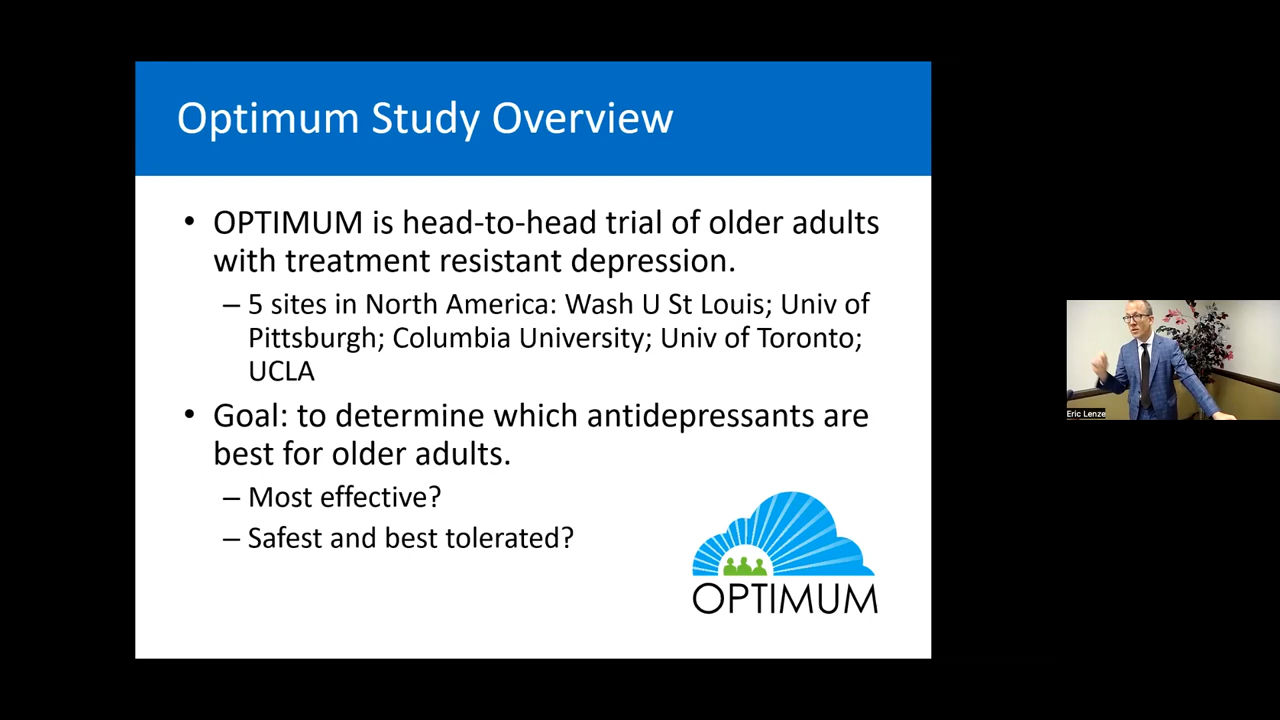 Optimum Study Overview
• OPTIMUM is head-to-head trial of older adults
with treatment resistant depression.
– 5 sites in North America: Wash U St Louis; Univ of
Pittsburgh; Columbia University; Univ of Toronto;
UCLA
• Goal: to determine which antidepressants are
best for older adults.
– Most effective?
– Safest and best tolerated?
OPTIMUM
Eric Lenze